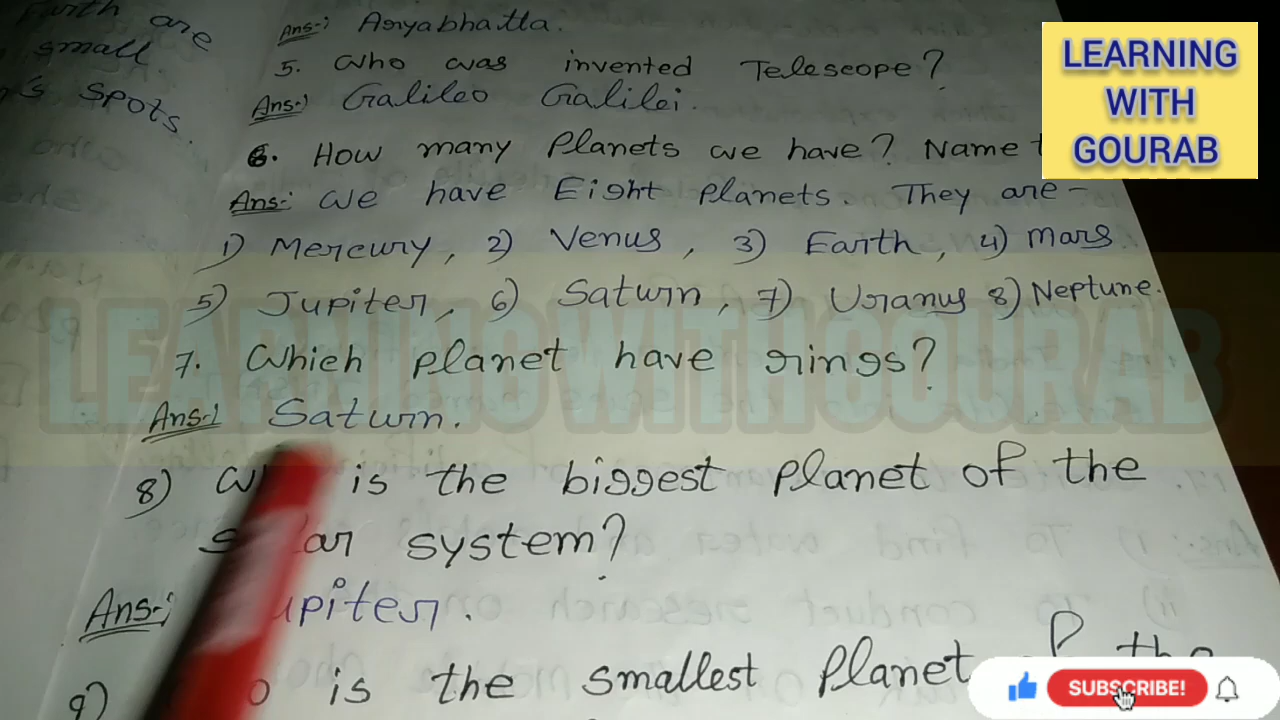 Earth are
small
's spots.
Ans:- Aryabhatta.
5. Who was invented Telescope?
Ans:- Galileo Galilei.
6. How many Planets we have? Name
Ans:- We have Eight Planets. They are-
1) Mercury, 2) Venus, 3) Earth, 4) Mars
5) Jupiter, 6) Saturn, 7) Uranus 8) Neptune.
7. Which planet have rings?
Ans:- Saturn.
8) is the biggest Planet of the
system?
Ans:- Jupiter.
9) is the smallest Planet of the
LEARNING
WITH
GOURAB
LEARNINGWITHGOURAB
SUBSCRIBE!